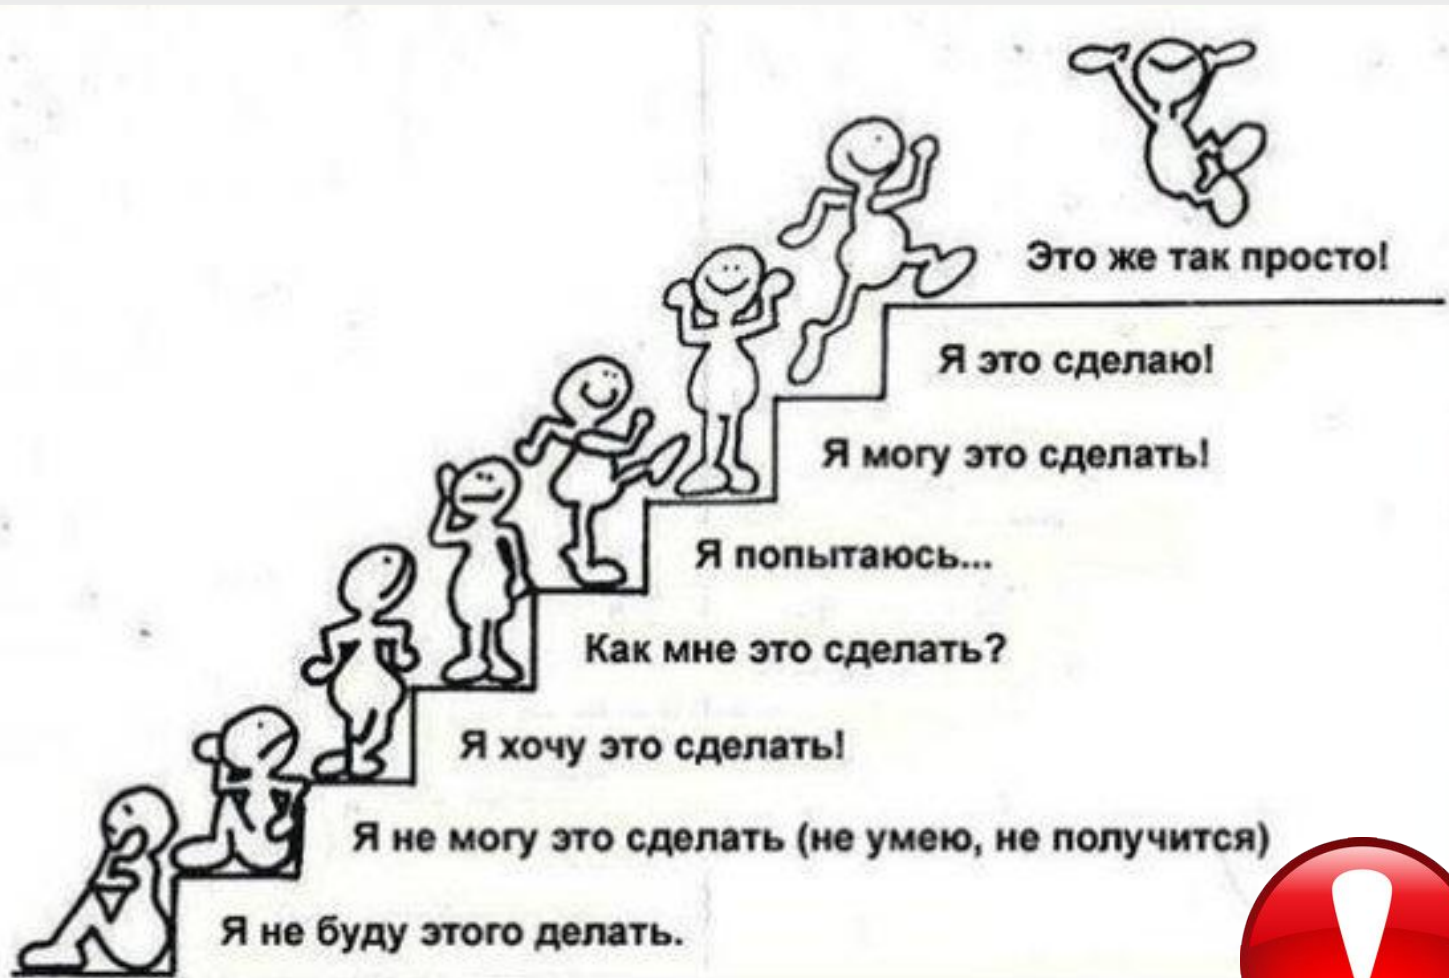 Это же так просто!
Я это сделаю!
Я могу это сделать!
Я попытаюсь...
Как мне это сделать?
Я хочу это сделать!
Я не могу это сделать (не умею, не получится)
Я не буду этого делать.